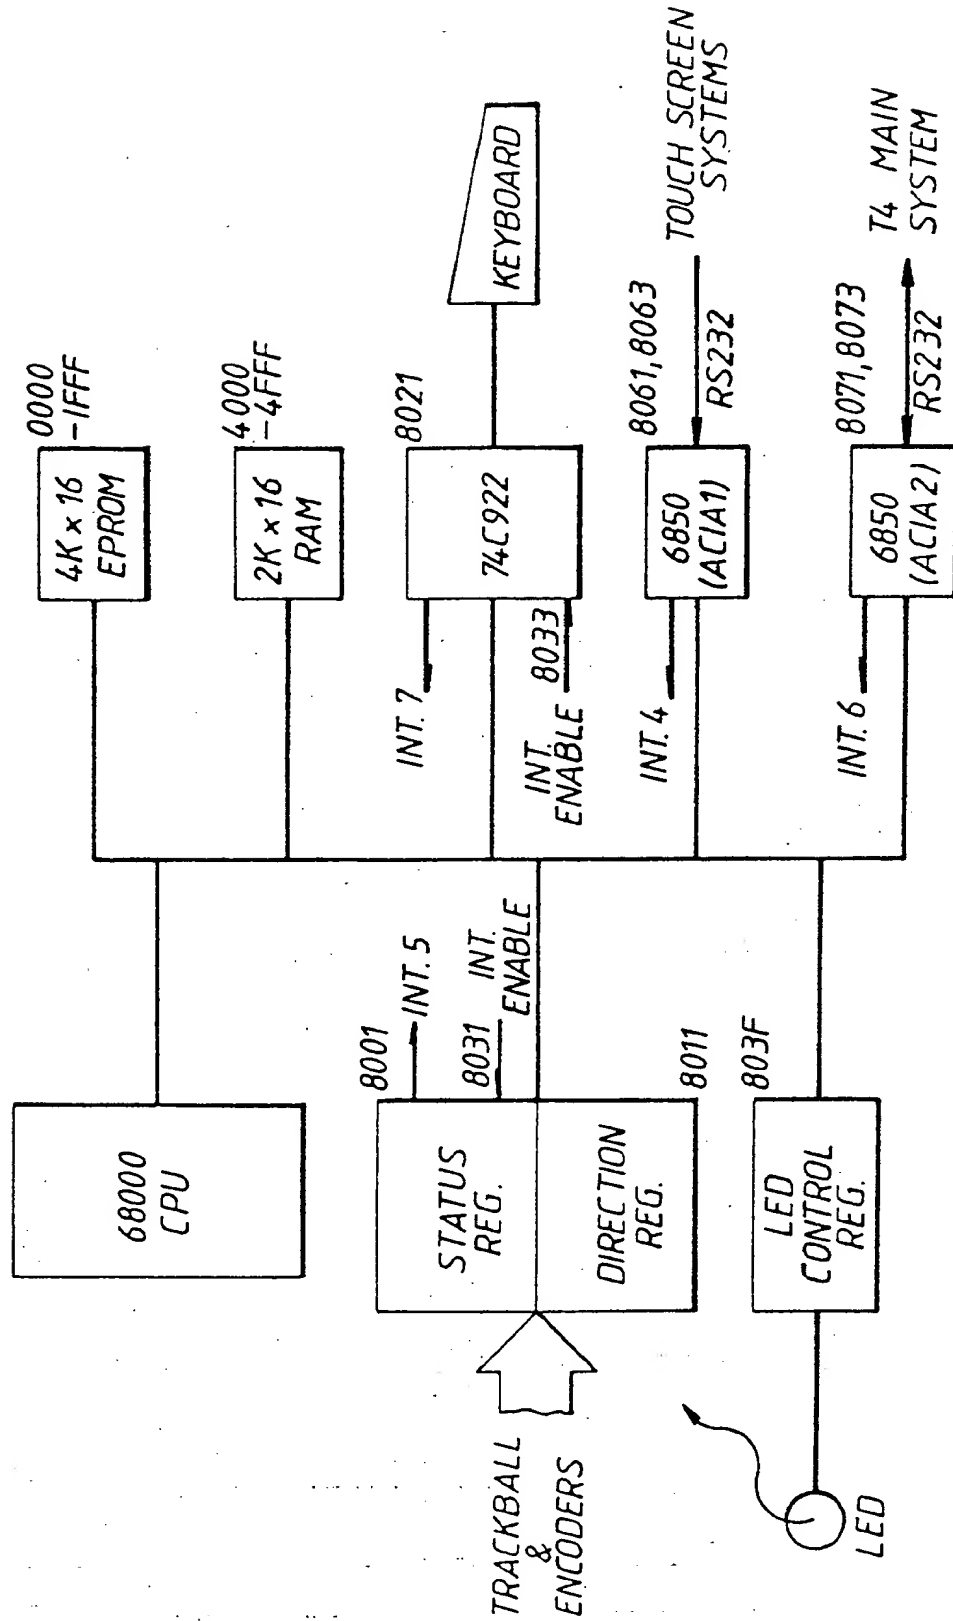 68000
CPU
4K x 16
EPROM
0000
-1FFF
2K x 16
RAM
4000
-4FFF
STATUS
REG.
8001
INT. 5
8031
INT.
ENABLE
DIRECTION
REG.
8011
TRACKBALL
&
ENCODERS
INT. 7
74C922
8021
KEYBOARD
INT.
ENABLE
8033
INT. 4
6850
(ACIA1)
8061, 8063
RS232
TOUCH SCREEN
SYSTEMS
LED
LED
CONTROL
REG.
803F
INT. 6
6850
(ACIA2)
8071, 8073
RS232
T4 MAIN
SYSTEM